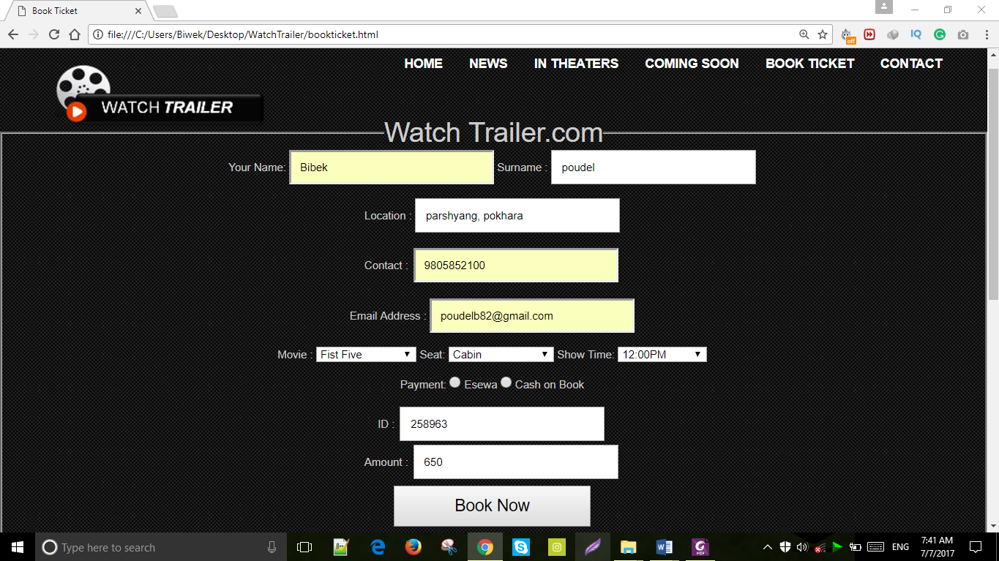 Book Ticket
file:///C:/Users/Biwek/Desktop/WatchTrailer/bookticket.html
off
IQ
HOME NEWS IN THEATERS COMING SOON BOOK TICKET CONTACT
WATCH TRAILER
Watch Trailer.com
Your Name: Bibek Surname : poudel
Location : parshyang, pokhara
Contact : 9805852100
Email Address : poudelb82@gmail.com
Movie : Fist Five Seat: Cabin Show Time: 12:00PM
Payment: Esewa Cash on Book
ID : 258963
Amount : 650
Book Now
Type here to search
PDF
ENG
7:41 AM
7/7/2017